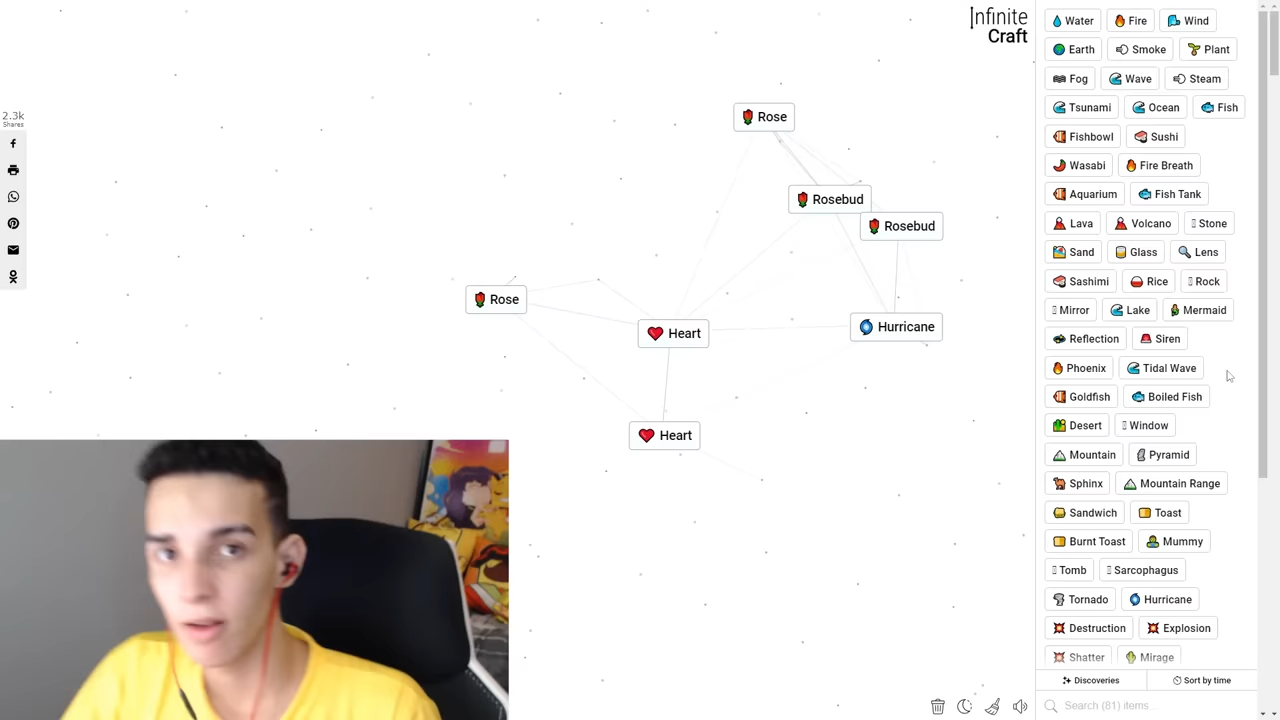 Infinite
Craft
2.3k
Shares
Rose
Rosebud
Rosebud
Rose
Heart
Hurricane
Heart
Water Fire Wind
Earth Smoke Plant
Fog Wave Steam
Tsunami Ocean Fish
Fishbowl Sushi
Wasabi Fire Breath
Aquarium Fish Tank
Lava Volcano Stone
Sand Glass Lens
Sashimi Rice Rock
Mirror Lake Mermaid
Reflection Siren
Phoenix Tidal Wave
Goldfish Boiled Fish
Desert Window
Mountain Pyramid
Sphinx Mountain Range
Sandwich Toast
Burnt Toast Mummy
Tomb Sarcophagus
Tornado Hurricane
Destruction Explosion
Shatter Mirage
Discoveries Sort by time
Search (81) items...